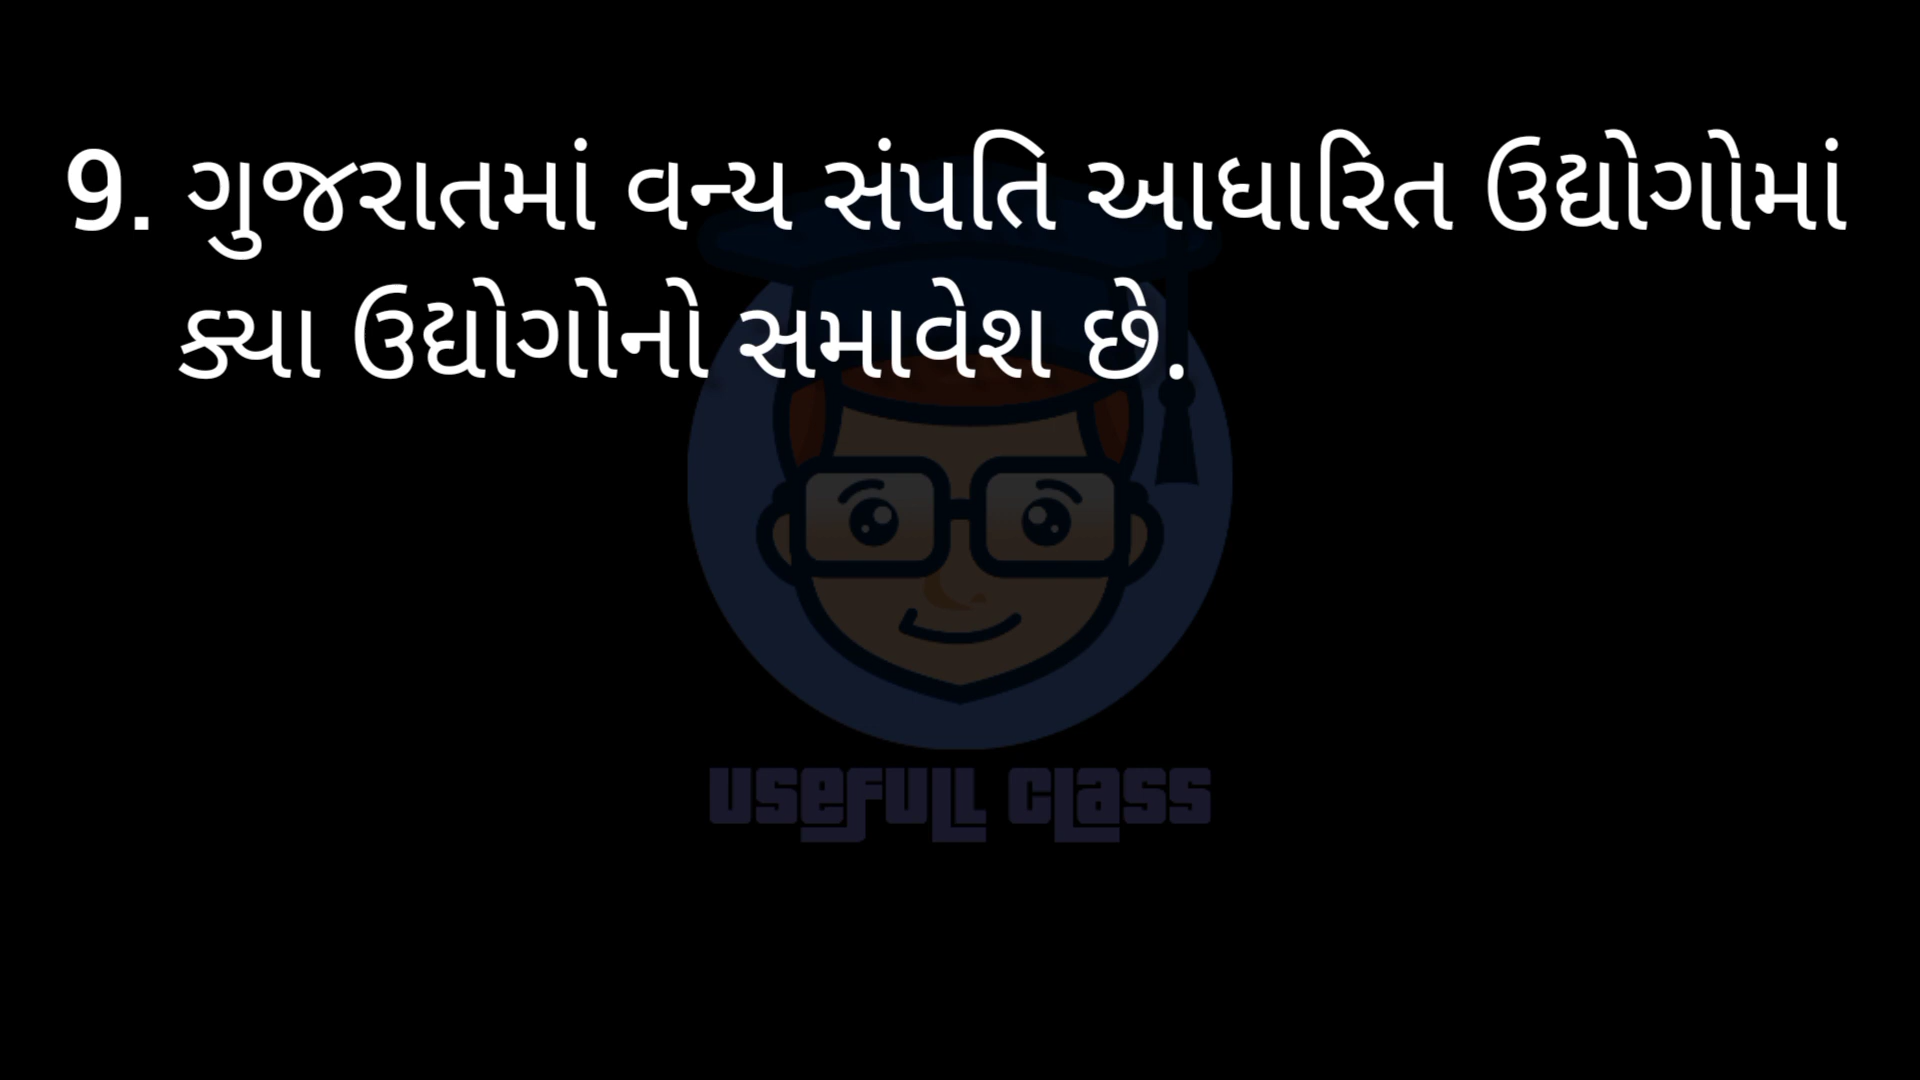 9. ગુજરાતમાં વન્ય સંપતિ આધારિત ઉદ્યોગોમાં
ક્યા ઉદ્યોગોનો સમાવેશ છે.
USEFULL CLASS